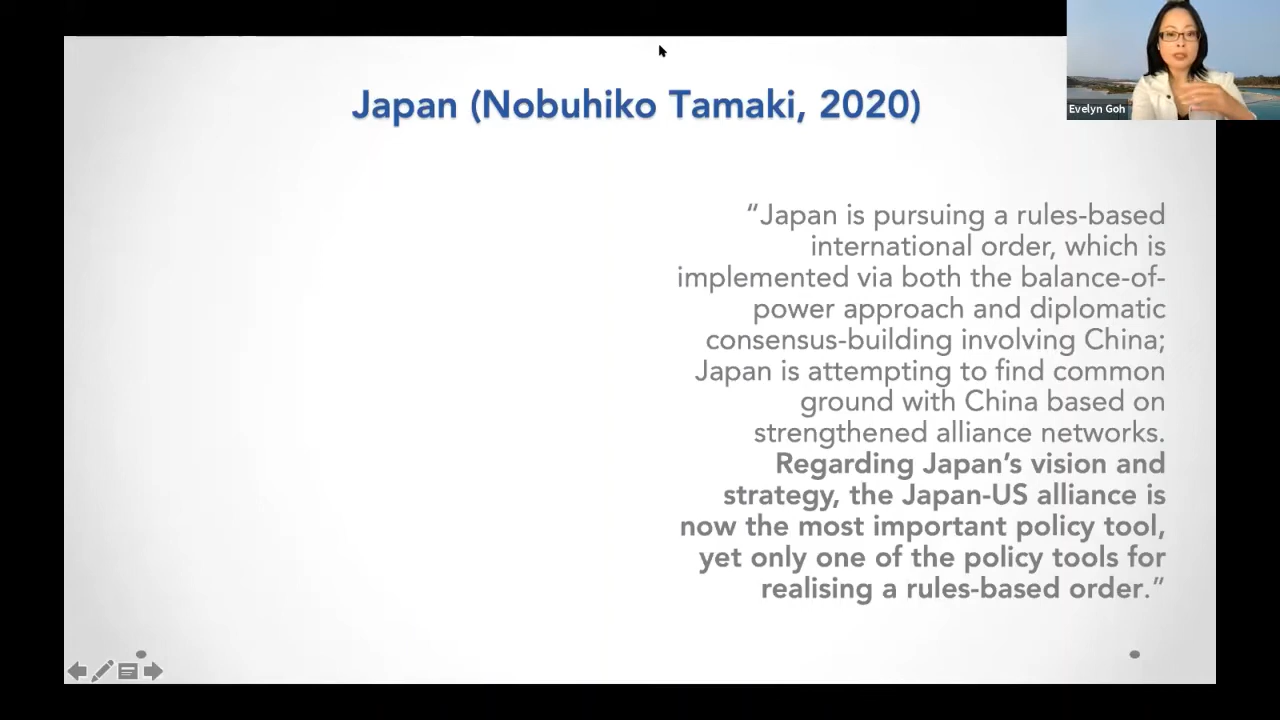 Japan (Nobuhiko Tamaki, 2020)
Evelyn Goh
“Japan is pursuing a rules-based
international order, which is
implemented via both the balance-of-
power approach and diplomatic
consensus-building involving China;
Japan is attempting to find common
ground with China based on
strengthened alliance networks.
Regarding Japan’s vision and
strategy, the Japan-US alliance is
now the most important policy tool,
yet only one of the policy tools for
realising a rules-based order.”